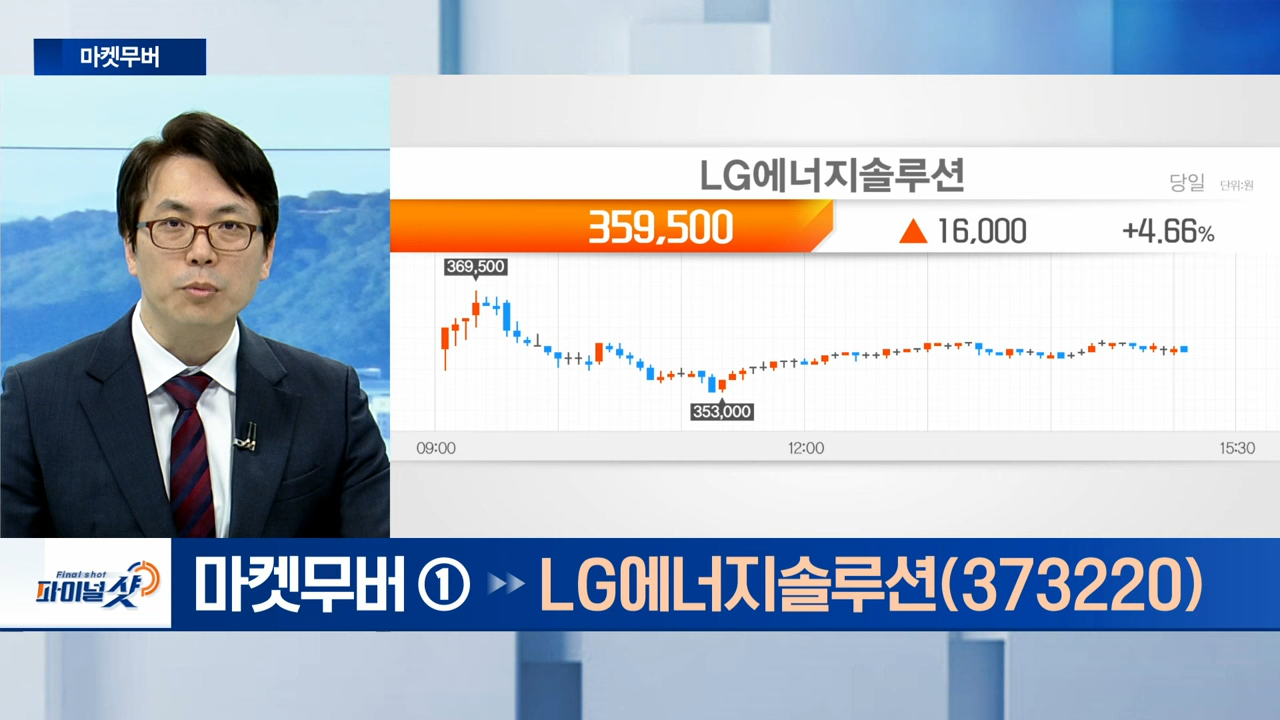 마켓무버
LG에너지솔루션
당일 단위:원
359,500 ▲ 16,000 +4.66%
369,500
353,000
09:00 12:00 15:30
Final shot
파이널샷
마켓무버 ① LG에너지솔루션(373220)